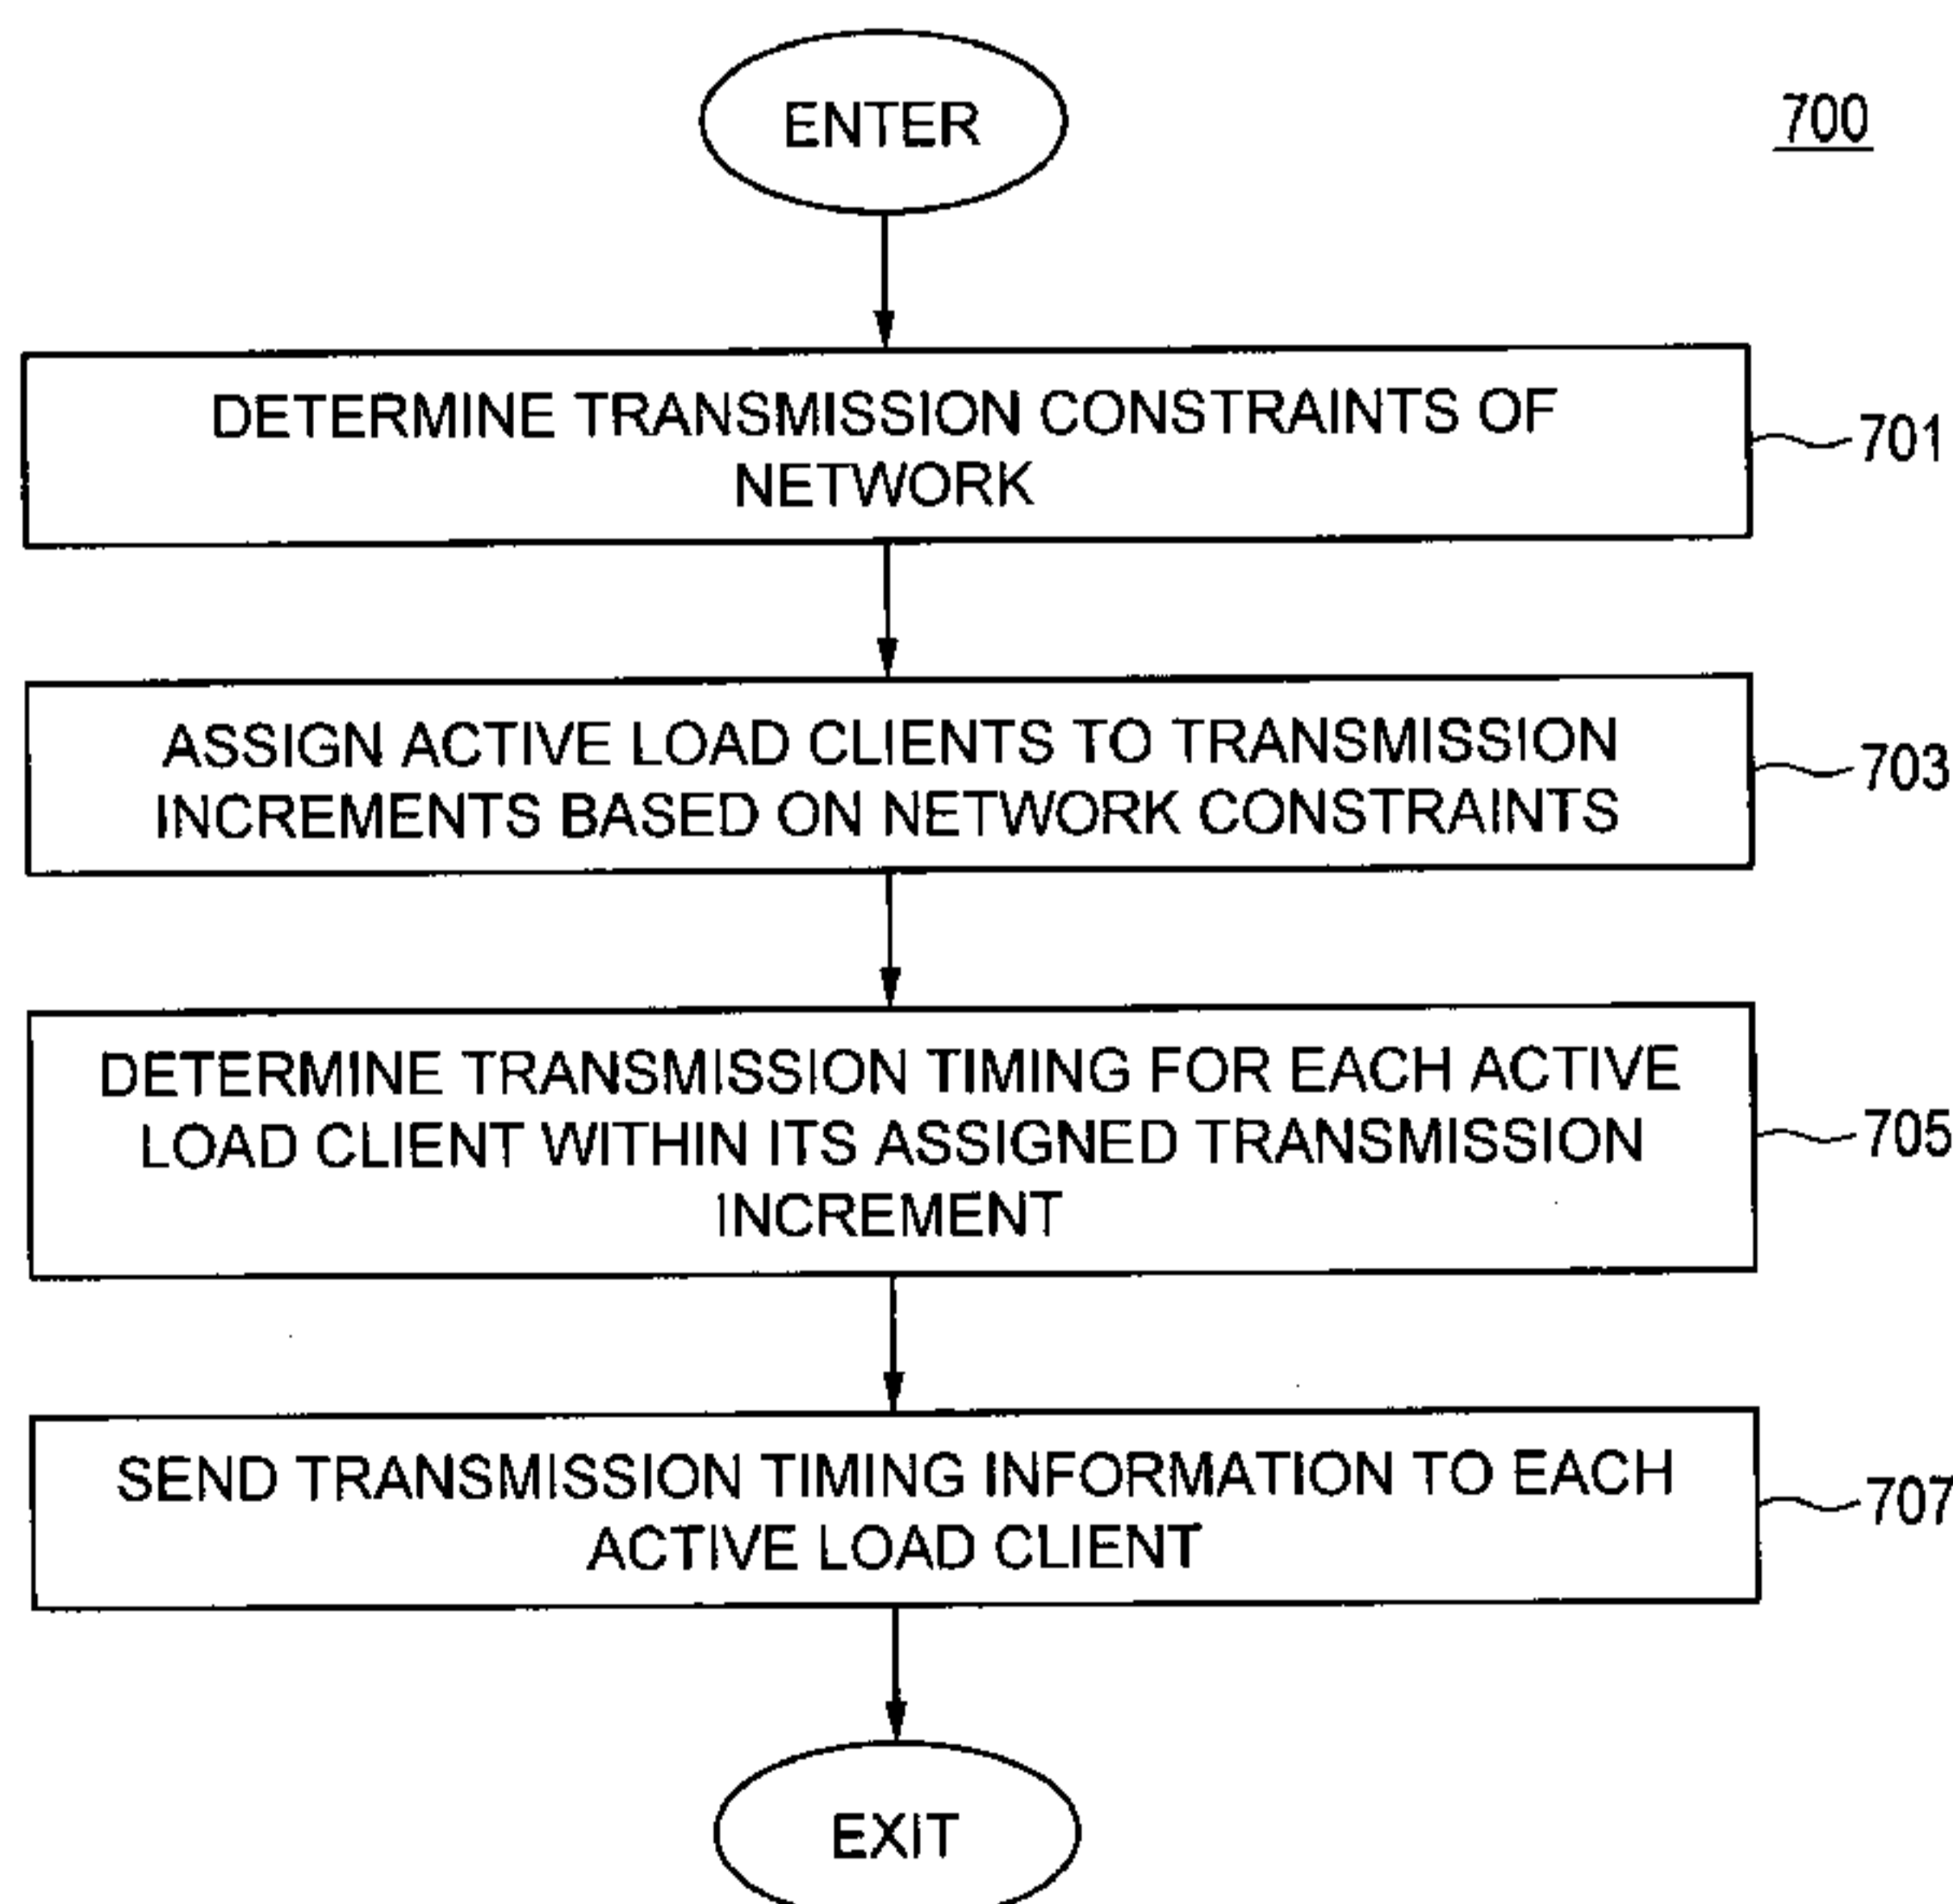 ENTER
700
DETERMINE TRANSMISSION CONSTRAINTS OF
NETWORK
701
ASSIGN ACTIVE LOAD CLIENTS TO TRANSMISSION
INCREMENTS BASED ON NETWORK CONSTRAINTS
703
DETERMINE TRANSMISSION TIMING FOR EACH ACTIVE
LOAD CLIENT WITHIN ITS ASSIGNED TRANSMISSION
INCREMENT
705
SEND TRANSMISSION TIMING INFORMATION TO EACH
ACTIVE LOAD CLIENT
707
EXIT